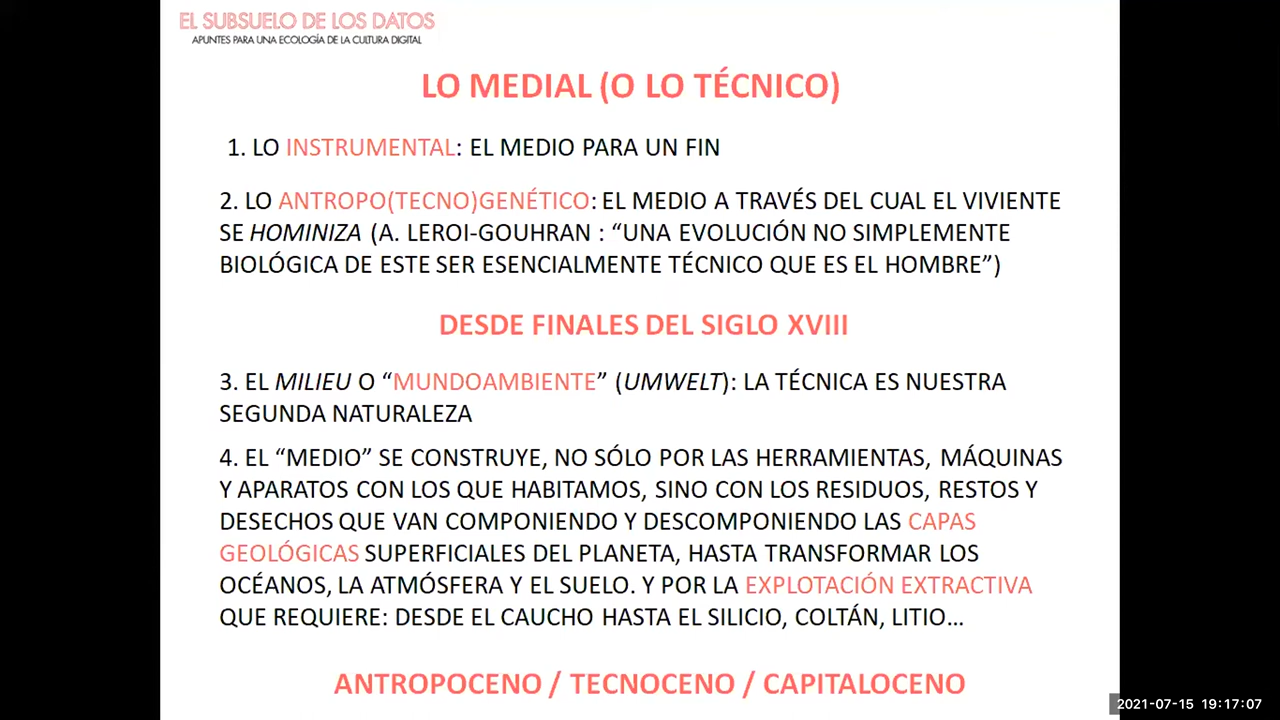 EL SUBSUELO DE LOS DATOS
APUNTES PARA UNA ECOLOGÍA DE LA CULTURA DIGITAL
LO MEDIAL (O LO TÉCNICO)
1. LO INSTRUMENTAL: EL MEDIO PARA UN FIN
2. LO ANTROPO(TECNO)GENÉTICO: EL MEDIO A TRAVÉS DEL CUAL EL VIVIENTE
SE HOMINIZA (A. LEROI-GOUHRAN : “UNA EVOLUCIÓN NO SIMPLEMENTE
BIOLÓGICA DE ESTE SER ESENCIALMENTE TÉCNICO QUE ES EL HOMBRE”)
DESDE FINALES DEL SIGLO XVIII
3. EL MILIEU O “MUNDOAMBIENTE” (UMWELT): LA TÉCNICA ES NUESTRA
SEGUNDA NATURALEZA
4. EL “MEDIO” SE CONSTRUYE, NO SÓLO POR LAS HERRAMIENTAS, MÁQUINAS
Y APARATOS CON LOS QUE HABITAMOS, SINO CON LOS RESIDUOS, RESTOS Y
DESECHOS QUE VAN COMPONIENDO Y DESCOMPONIENDO LAS CAPAS
GEOLÓGICAS SUPERFICIALES DEL PLANETA, HASTA TRANSFORMAR LOS
OCÉANOS, LA ATMÓSFERA Y EL SUELO. Y POR LA EXPLOTACIÓN EXTRACTIVA
QUE REQUIERE: DESDE EL CAUCHO HASTA EL SILICIO, COLTÁN, LITIO…
ANTROPOCENO / TECNOCENO / CAPITALOCENO
2021-07-15 19:17:07